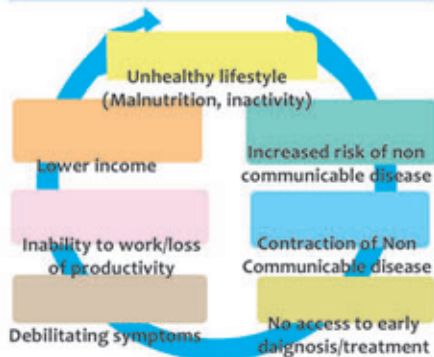 Unhealthy lifestyle
(Malnutrition, inactivity)
Increased risk of non
communicable disease
Contraction of Non
Communicable disease
No access to early
daignosis/treatment
Debilitating symptoms
Inability to work/loss
of productivity
Lower income